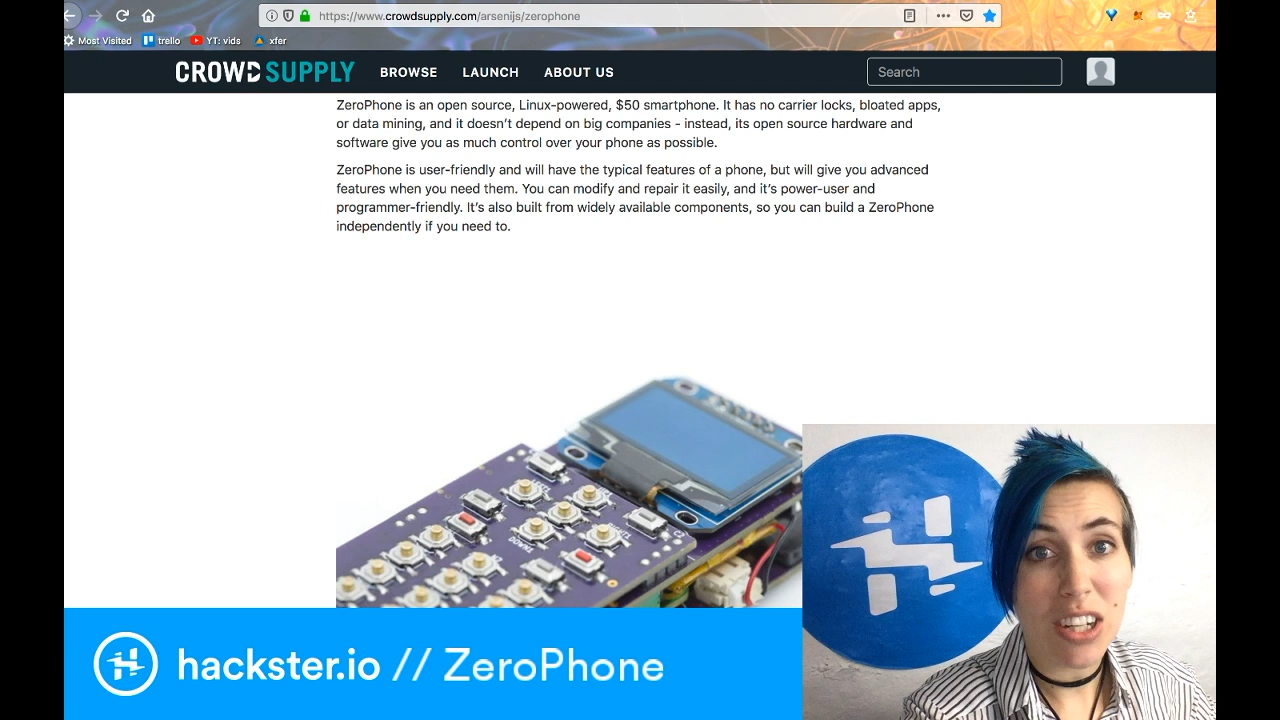 https://www.crowdsupply.com/arsenijs/zerophone
Most Visited trello YT: vids xfer
CROWD SUPPLY BROWSE LAUNCH ABOUT US Search
ZeroPhone is an open source, Linux-powered, $50 smartphone. It has no carrier locks, bloated apps,
or data mining, and it doesn’t depend on big companies - instead, its open source hardware and
software give you as much control over your phone as possible.
ZeroPhone is user-friendly and will have the typical features of a phone, but will give you advanced
features when you need them. You can modify and repair it easily, and it’s power-user and
programmer-friendly. It’s also built from widely available components, so you can build a ZeroPhone
independently if you need to.
hackster.io // ZeroPhone